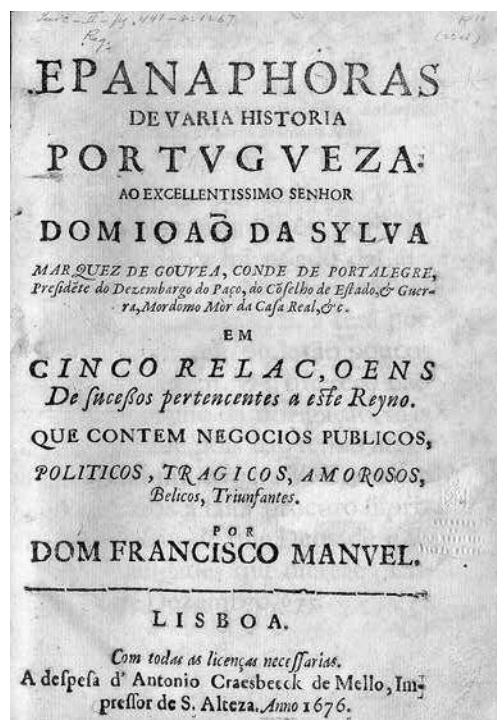 EPANAPHORAS
DE VARIA HISTORIA
PORTVGVEZA.
AO EXCELLENTISSIMO SENHOR
DOM IOAÕ DA SYLVA
MARQUEZ DE GOUVEA, CONDE DE PORTALEGRE,
Preſidẽte do Dezembargo do Paço, do Cõſelho de Eſtado, & Guer-
ra, Mordomo Mòr da Caſa Real, &c.
EM
CINCO RELAC,OENS
De ſuceſſos pertencentes a eſte Reyno.
QUE CONTEM NEGOCIOS PUBLICOS,
POLITICOS, TRAGICOS, AMOROSOS,
Belicos, Triunfantes.
POR
DOM FRANCISCO MANVEL.
LISBOA.
Com todas as licenças neceſſarias.
A deſpeſa d' Antonio Craesbeeck de Mello, Im-
preſſor de S. Alteza. Anno 1676.